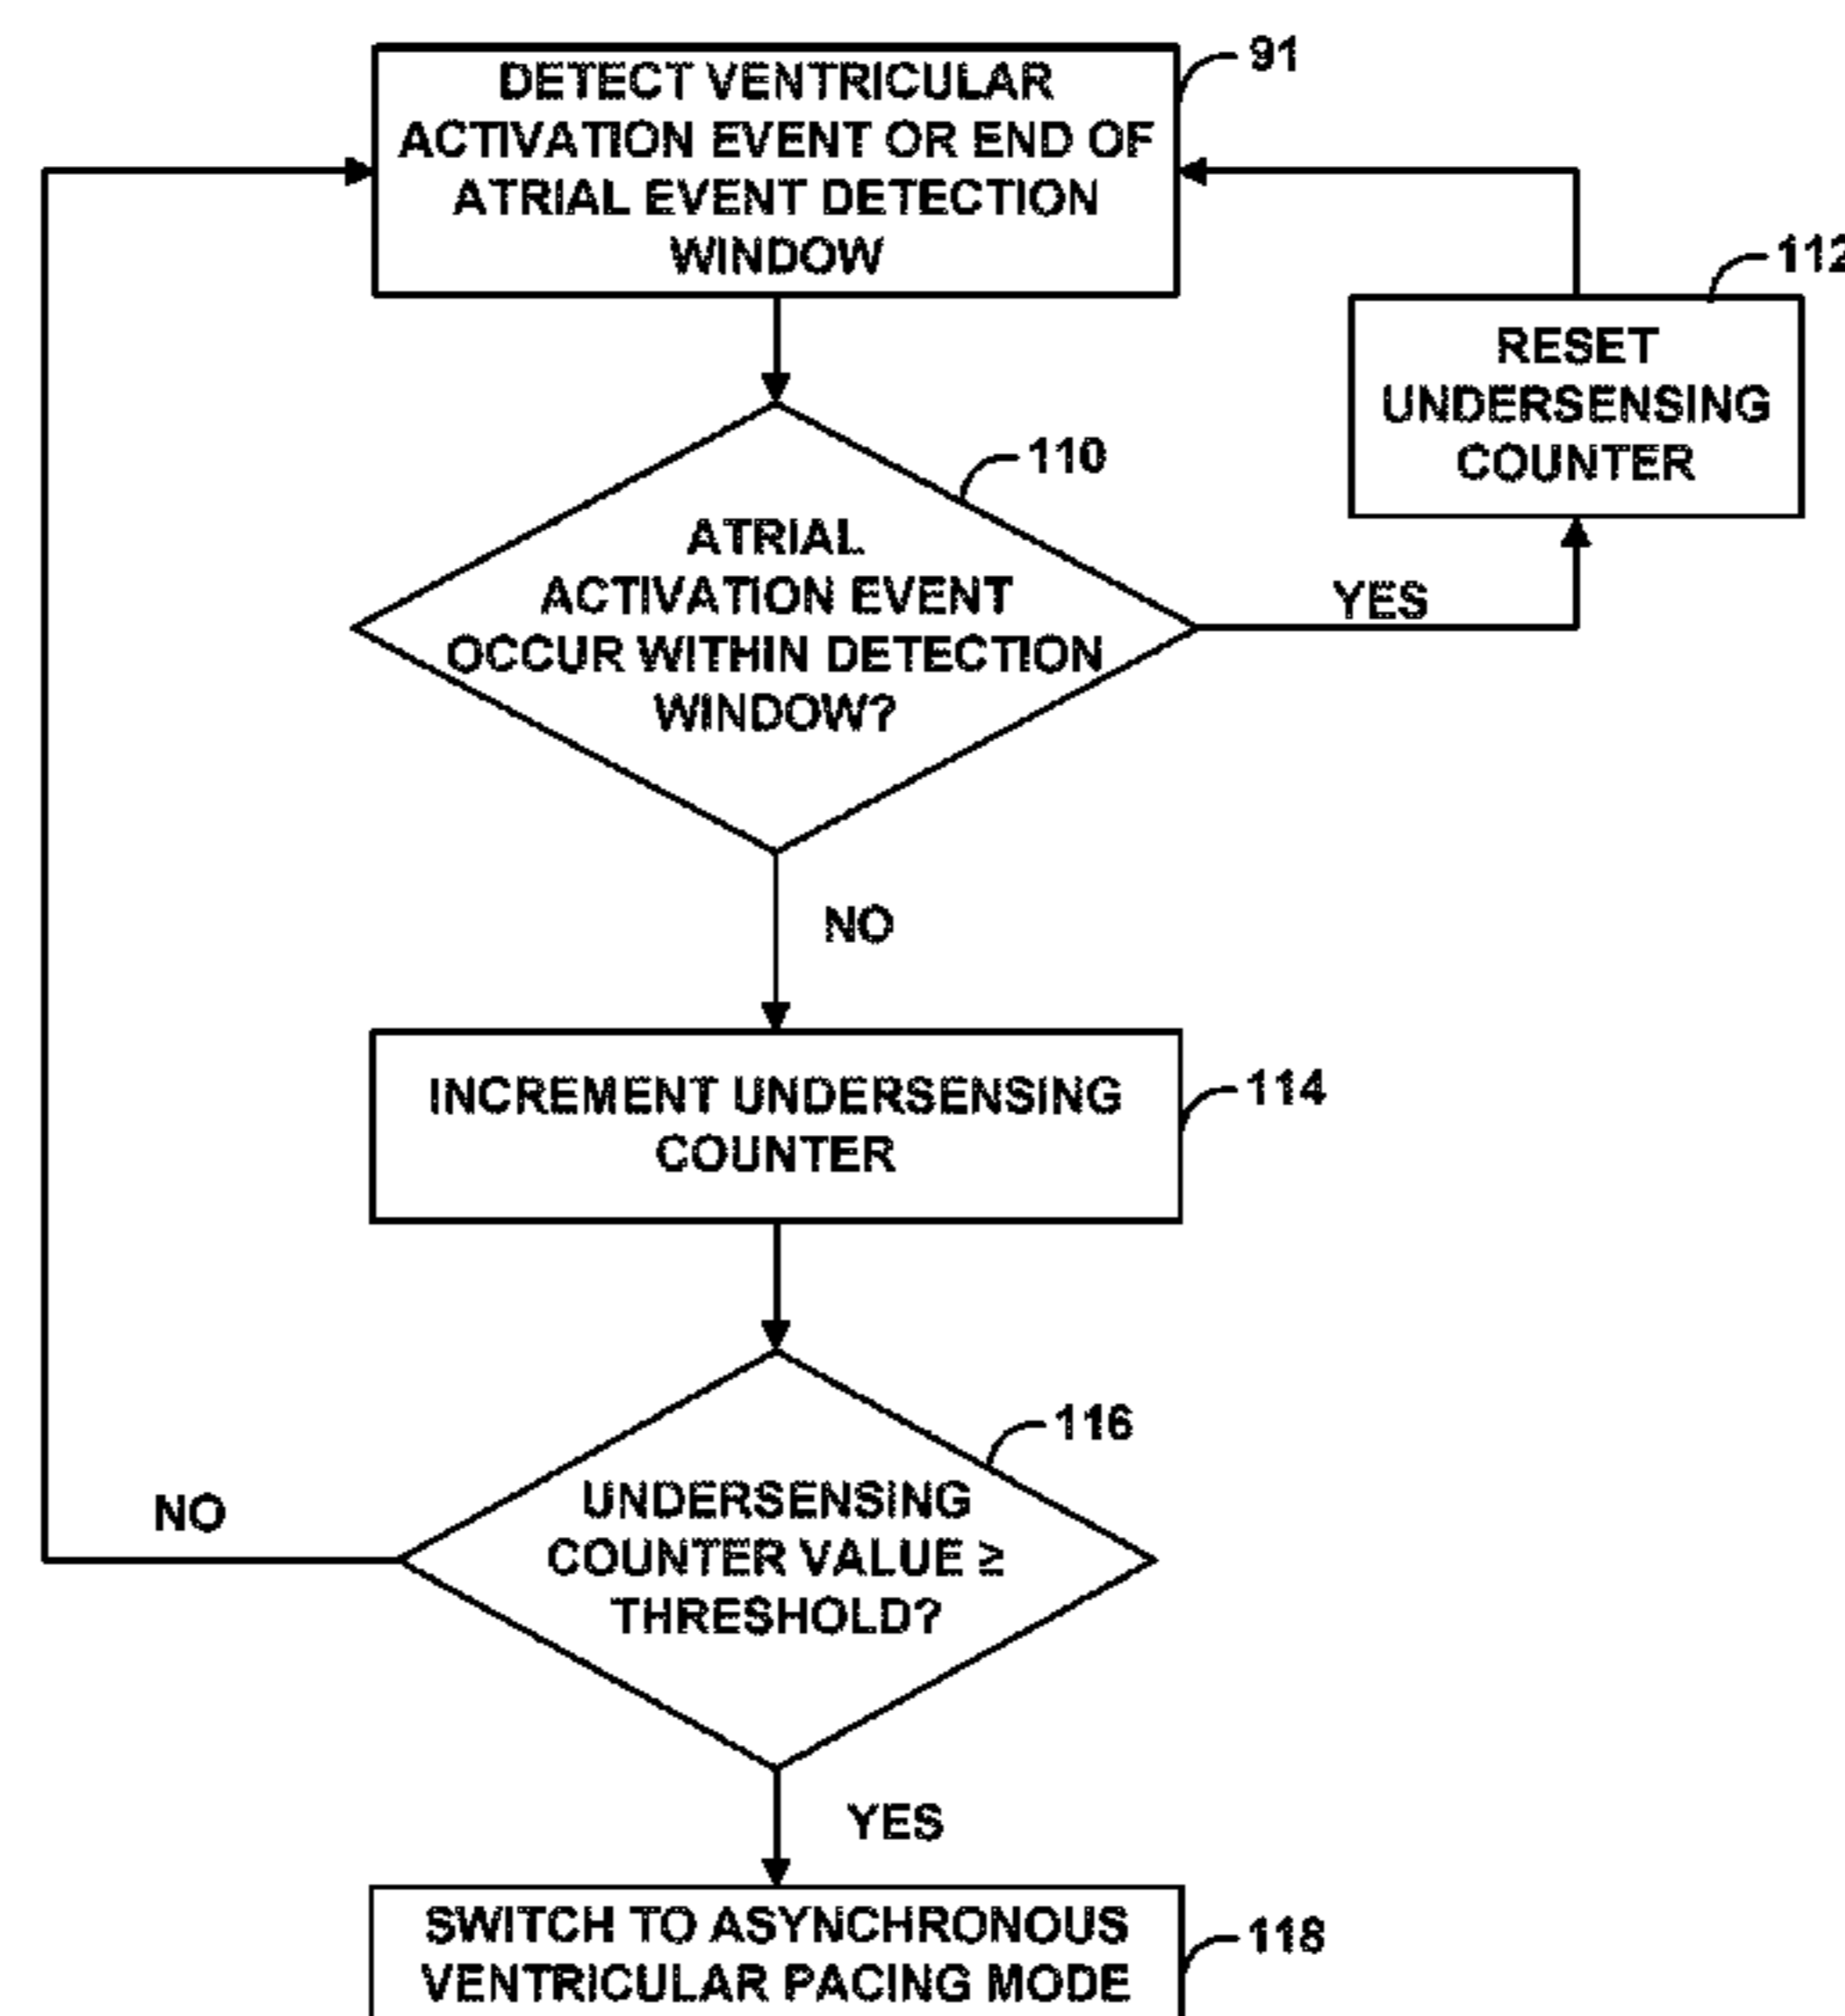 DETECT VENTRICULAR
ACTIVATION EVENT OR END OF
ATRIAL EVENT DETECTION
WINDOW
91
RESET
UNDERSENSING
COUNTER
112
ATRIAL
ACTIVATION EVENT
OCCUR WITHIN DETECTION
WINDOW?
110
YES
NO
INCREMENT UNDERSENSING
COUNTER
114
UNDERSENSING
COUNTER VALUE ≥
THRESHOLD?
116
NO
YES
SWITCH TO ASYNCHRONOUS
VENTRICULAR PACING MODE
118